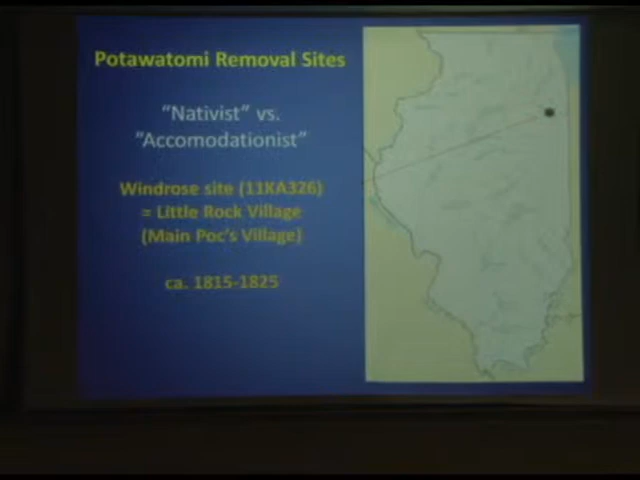 Potawatomi Removal Sites
"Nativist" vs.
"Accomodationist"
Windrose site (11KA326)
= Little Rock Village
(Main Poc's Village)
ca. 1815-1825